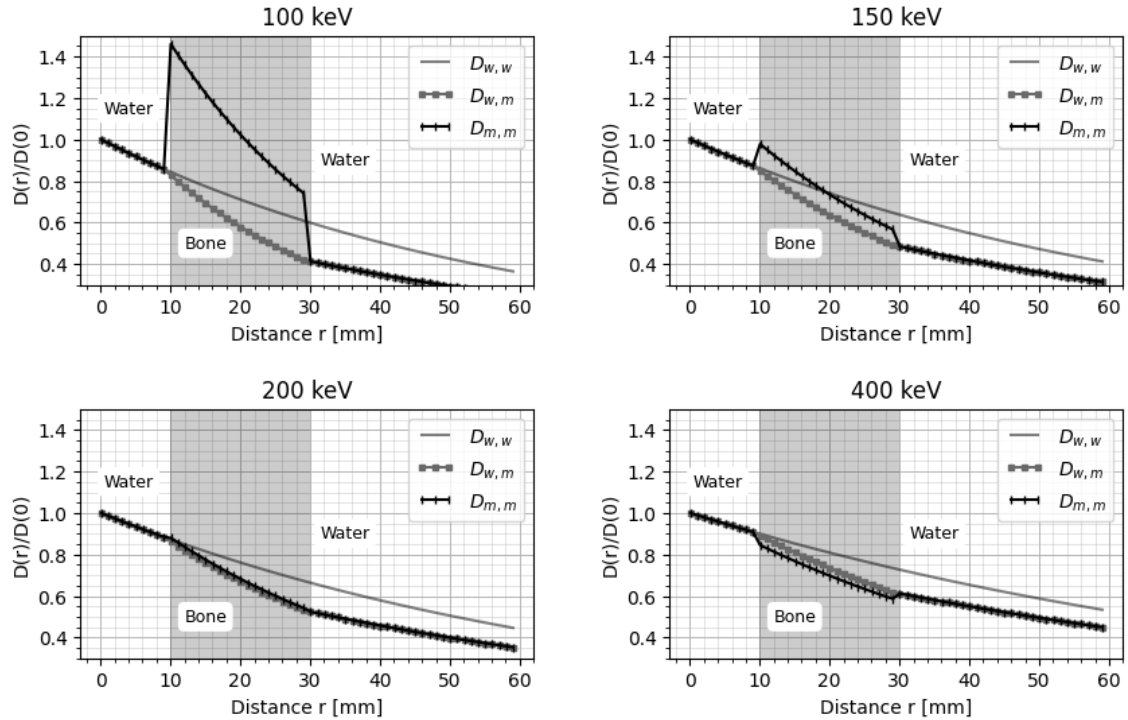 100 keV
1.4
1.2
1.0
0.8
0.6
0.4
D(r)/D(0)
Water
Bone
Water
D_{w,w}
D_{w,m}
D_{m,m}
0 10 20 30 40 50 60
Distance r [mm]
150 keV
1.4
1.2
1.0
0.8
0.6
0.4
D(r)/D(0)
Water
Bone
Water
D_{w,w}
D_{w,m}
D_{m,m}
0 10 20 30 40 50 60
Distance r [mm]
200 keV
1.4
1.2
1.0
0.8
0.6
0.4
D(r)/D(0)
Water
Bone
Water
D_{w,w}
D_{w,m}
D_{m,m}
0 10 20 30 40 50 60
Distance r [mm]
400 keV
1.4
1.2
1.0
0.8
0.6
0.4
D(r)/D(0)
Water
Bone
Water
D_{w,w}
D_{w,m}
D_{m,m}
0 10 20 30 40 50 60
Distance r [mm]